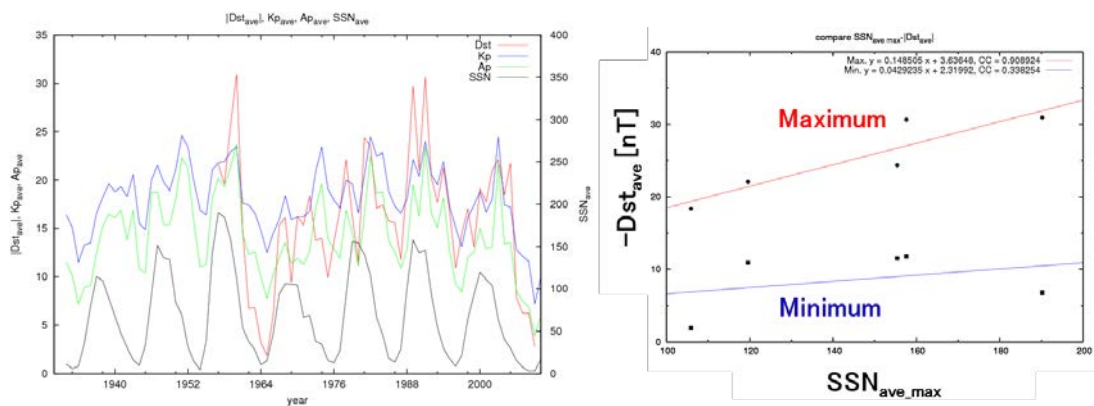 |Dst_ave|, Kp_ave, Ap_ave, SSN_ave
Dst
Kp
Ap
SSN
|Dst_ave|, Kp_ave, Ap_ave
35
30
25
20
15
10
5
0
400
350
300
250
200
150
100
50
0
SSN_ave
1940
1952
1964
1976
1988
2000
year
compare SSN_ave max-|Dst_ave|
Max. y = 0.148505 x + 3.63648, CC = 0.908924
Min. y = 0.0429235 x + 2.31992, CC = 0.338254
-Dst_ave [nT]
40
30
20
10
0
Maximum
Minimum
100
120
140
160
180
200
SSN_ave_max